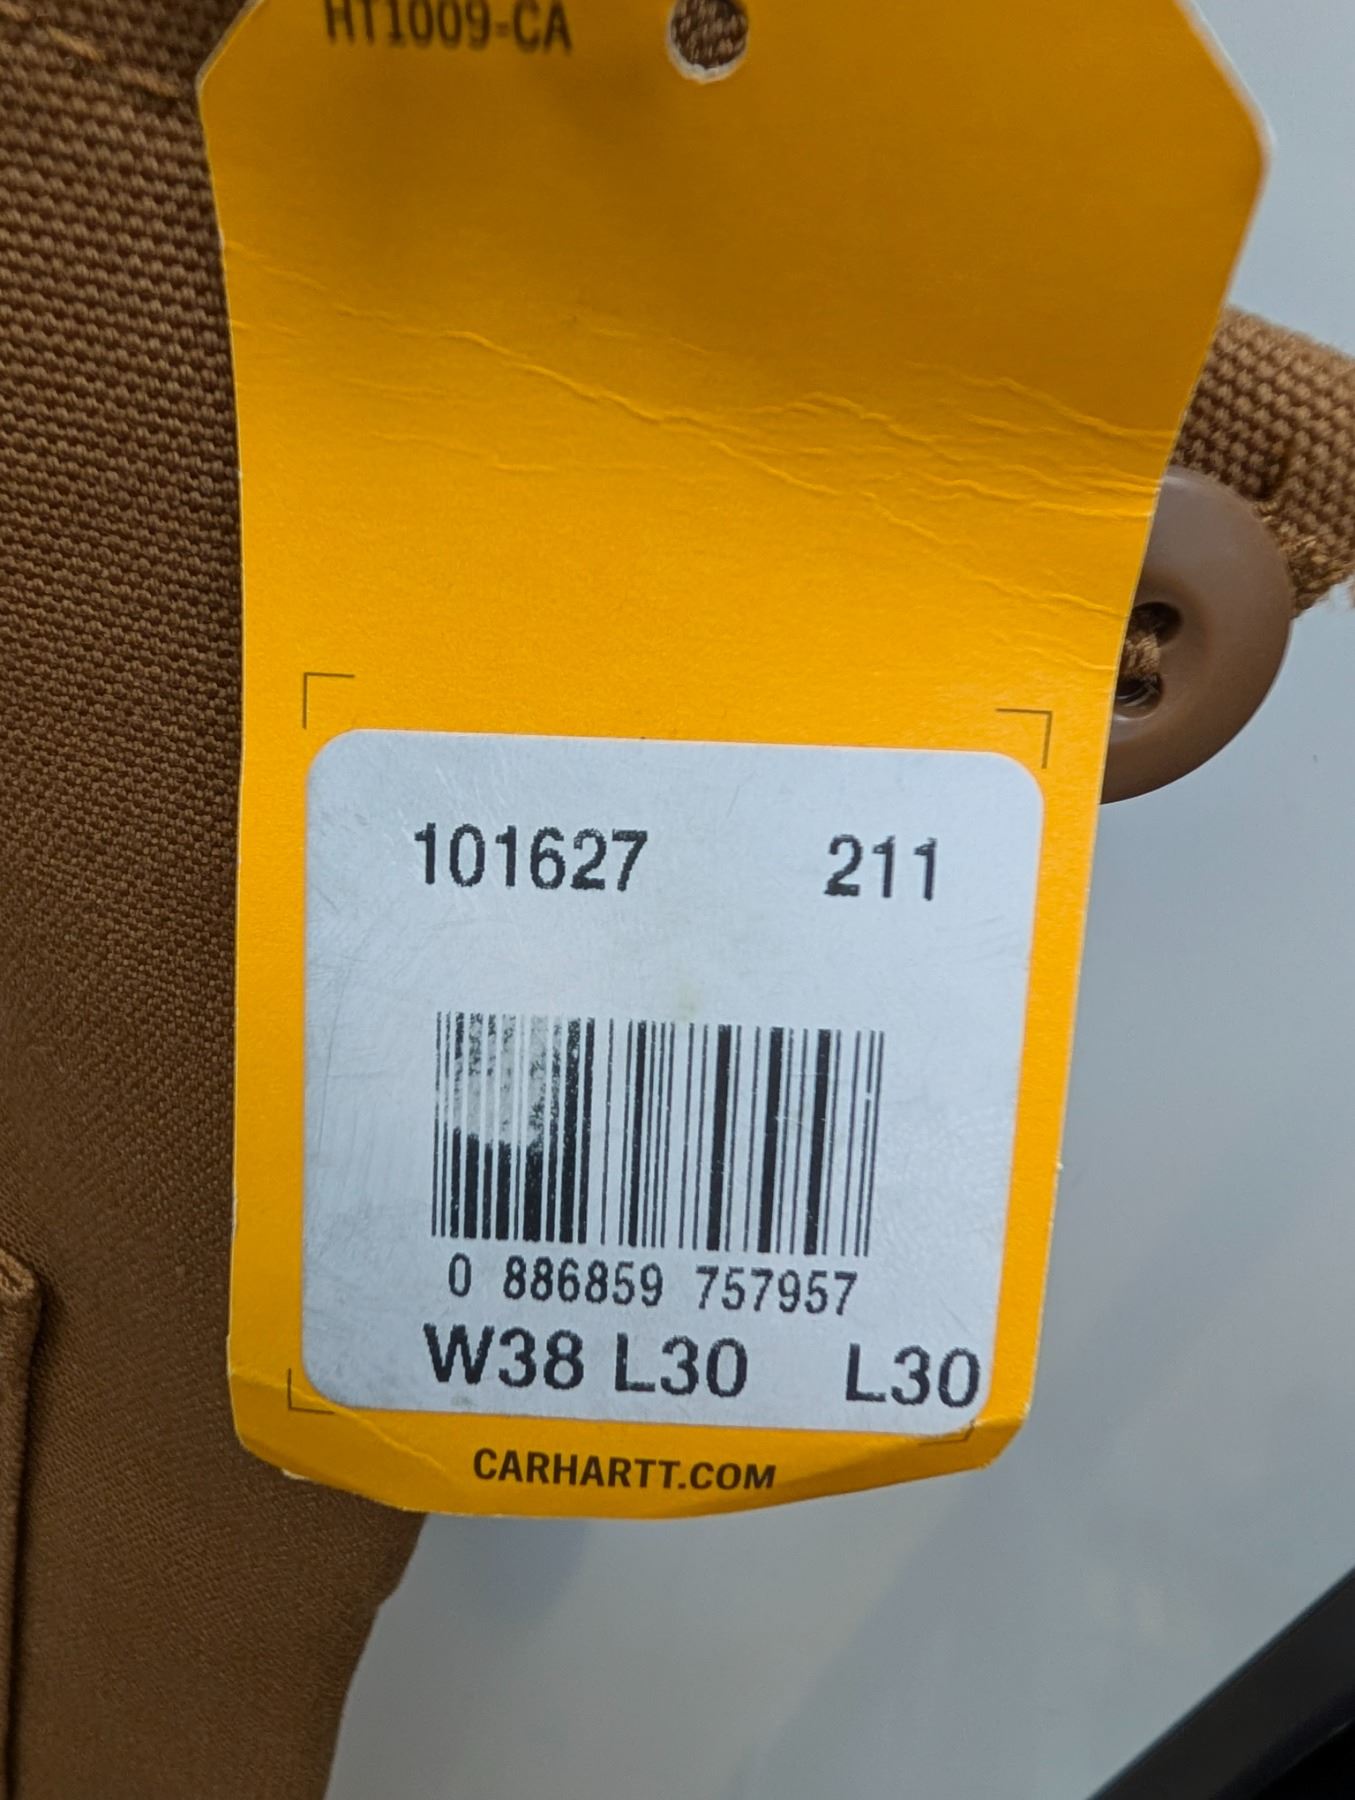 HT1009-CA
101627 211
0 886859 757957
W38 L30 L30
CARHARTT.COM